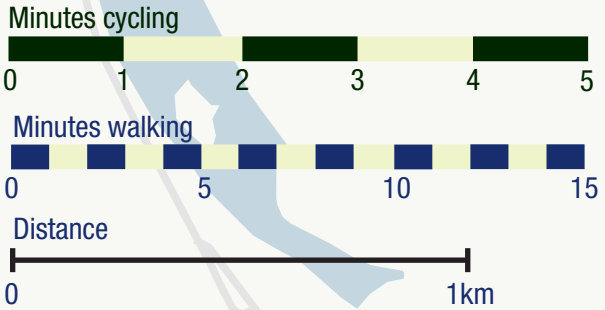 Minutes cycling
0 1 2 3 4 5
Minutes walking
0 5 10 15
Distance
0 1km